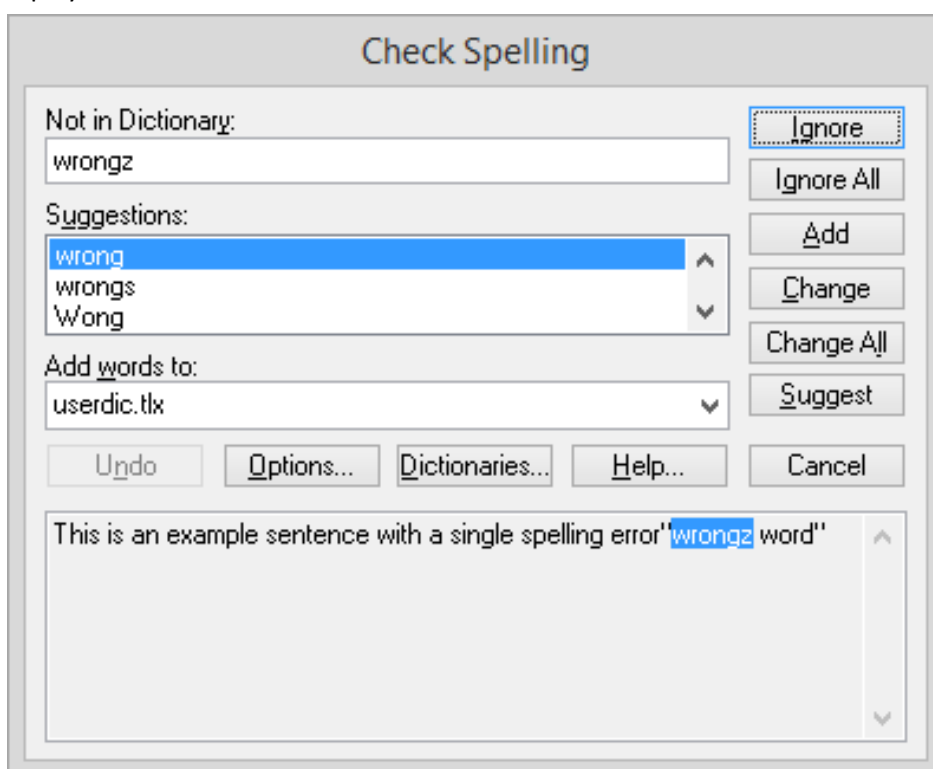 Check Spelling
Not in Dictionary:
wrongz
Suggestions:
wrong
wrongs
Wong
Add words to:
userdic.tlx
Ignore
Ignore All
Add
Change
Change All
Suggest
Undo
Options...
Dictionaries...
Help...
Cancel
This is an example sentence with a single spelling error"wrongz word"